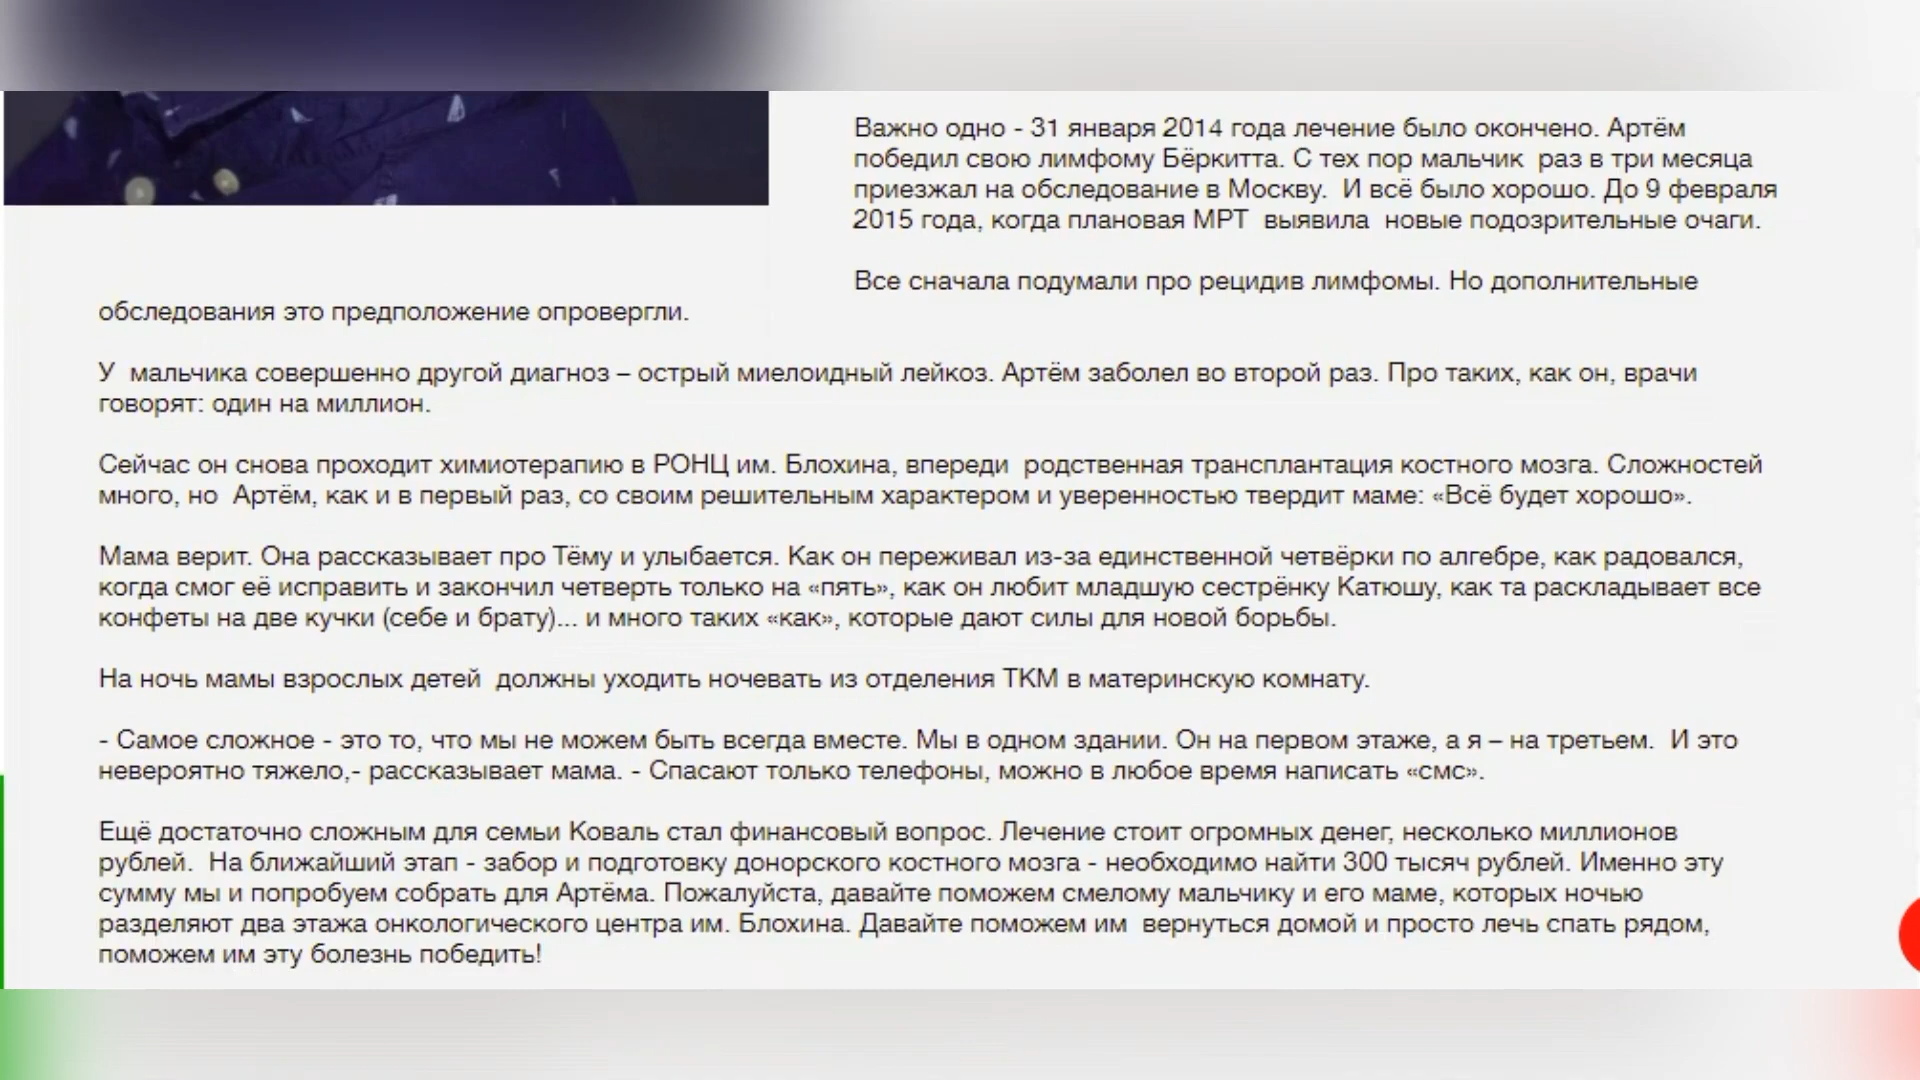 Важно одно - 31 января 2014 года лечение было окончено. Артём
победил свою лимфому Бёркитта. С тех пор мальчик  раз в три месяца
приезжал на обследование в Москву.  И всё было хорошо. До 9 февраля
2015 года, когда плановая МРТ  выявила  новые подозрительные очаги.
Все сначала подумали про рецидив лимфомы. Но дополнительные
обследования это предположение опровергли.
У  мальчика совершенно другой диагноз – острый миелоидный лейкоз. Артём заболел во второй раз. Про таких, как он, врачи
говорят: один на миллион.
Сейчас он снова проходит химиотерапию в РОНЦ им. Блохина, впереди  родственная трансплантация костного мозга. Сложностей
много, но  Артём, как и в первый раз, со своим решительным характером и уверенностью твердит маме: «Всё будет хорошо».
Мама верит. Она рассказывает про Тёму и улыбается. Как он переживал из-за единственной четвёрки по алгебре, как радовался,
когда смог её исправить и закончил четверть только на «пять», как он любит младшую сестрёнку Катюшу, как та раскладывает все
конфеты на две кучки (себе и брату)... и много таких «как», которые дают силы для новой борьбы.
На ночь мамы взрослых детей  должны уходить ночевать из отделения ТКМ в материнскую комнату.
- Самое сложное - это то, что мы не можем быть всегда вместе. Мы в одном здании. Он на первом этаже, а я – на третьем.  И это
невероятно тяжело,- рассказывает мама. - Спасают только телефоны, можно в любое время написать «смс».
Ещё достаточно сложным для семьи Коваль стал финансовый вопрос. Лечение стоит огромных денег, несколько миллионов
рублей.  На ближайший этап - забор и подготовку донорского костного мозга - необходимо найти 300 тысяч рублей. Именно эту
сумму мы и попробуем собрать для Артёма. Пожалуйста, давайте поможем смелому мальчику и его маме, которых ночью
разделяют два этажа онкологического центра им. Блохина. Давайте поможем им  вернуться домой и просто лечь спать рядом,
поможем им эту болезнь победить!